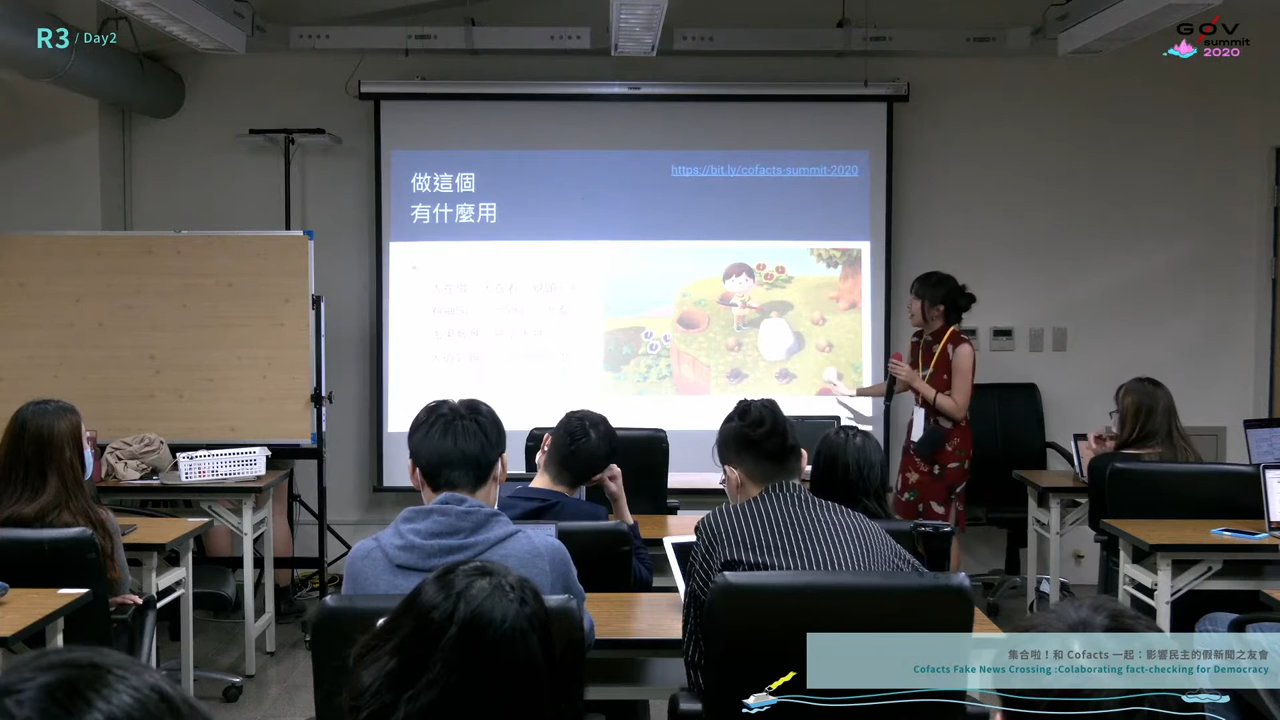 R3 / Day2
GØV
summit
2020
https://bit.ly/cofacts-summit-2020
做這個
有什麼用
集合啦！和 Cofacts 一起：影響民主的假新聞之友會
Cofacts Fake News Crossing :Colaborating fact-checking for Democracy